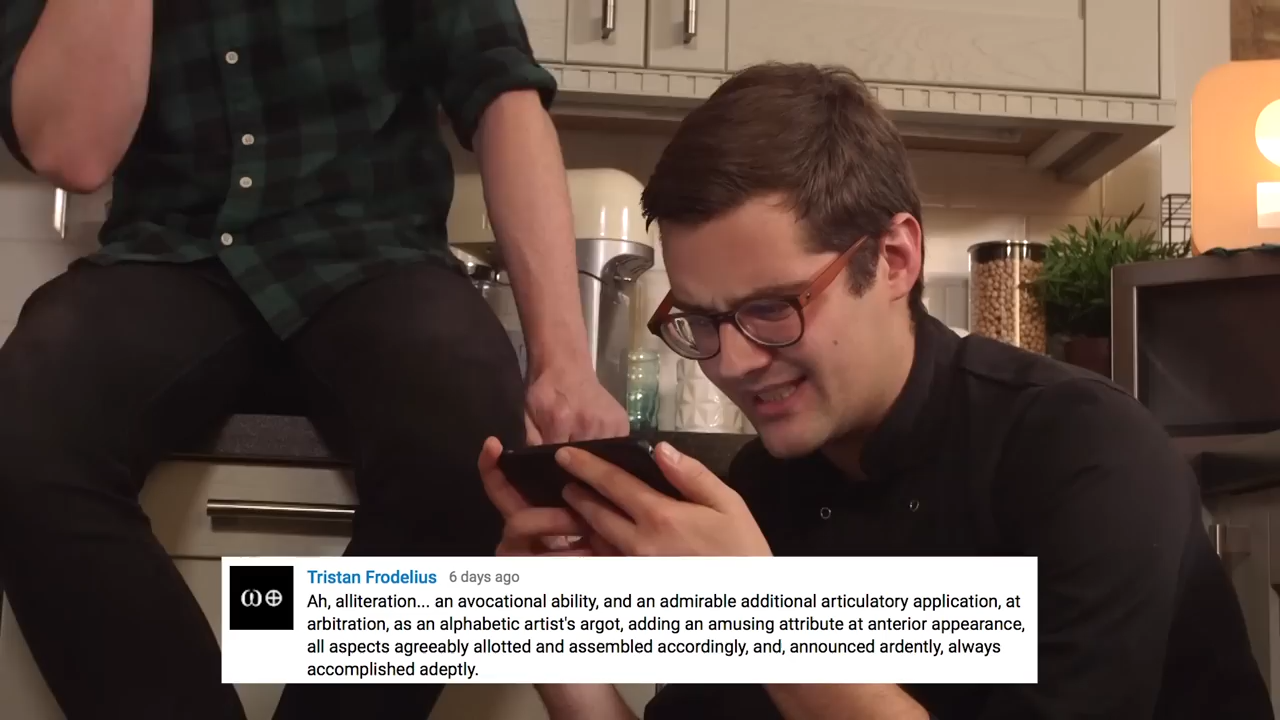 Tristan Frodelius 6 days ago
Ah, alliteration... an avocational ability, and an admirable additional articulatory application, at
arbitration, as an alphabetic artist's argot, adding an amusing attribute at anterior appearance,
all aspects agreeably allotted and assembled accordingly, and, announced ardently, always
accomplished adeptly.